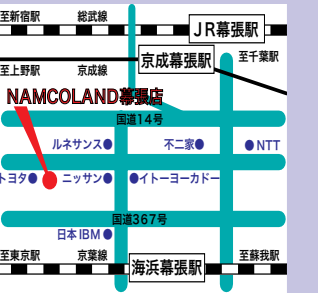 至新宿駅 総武線
JR幕張駅
至千葉駅
京成幕張駅
至上野駅 京成線
NAMCOLAND幕張店
国道14号
ルネサンス● 不二家● ●NTT
トヨタ● ニッサン● ●イトーヨーカドー
国道367号
日本IBM●
至東京駅 京葉線 至蘇我駅
海浜幕張駅